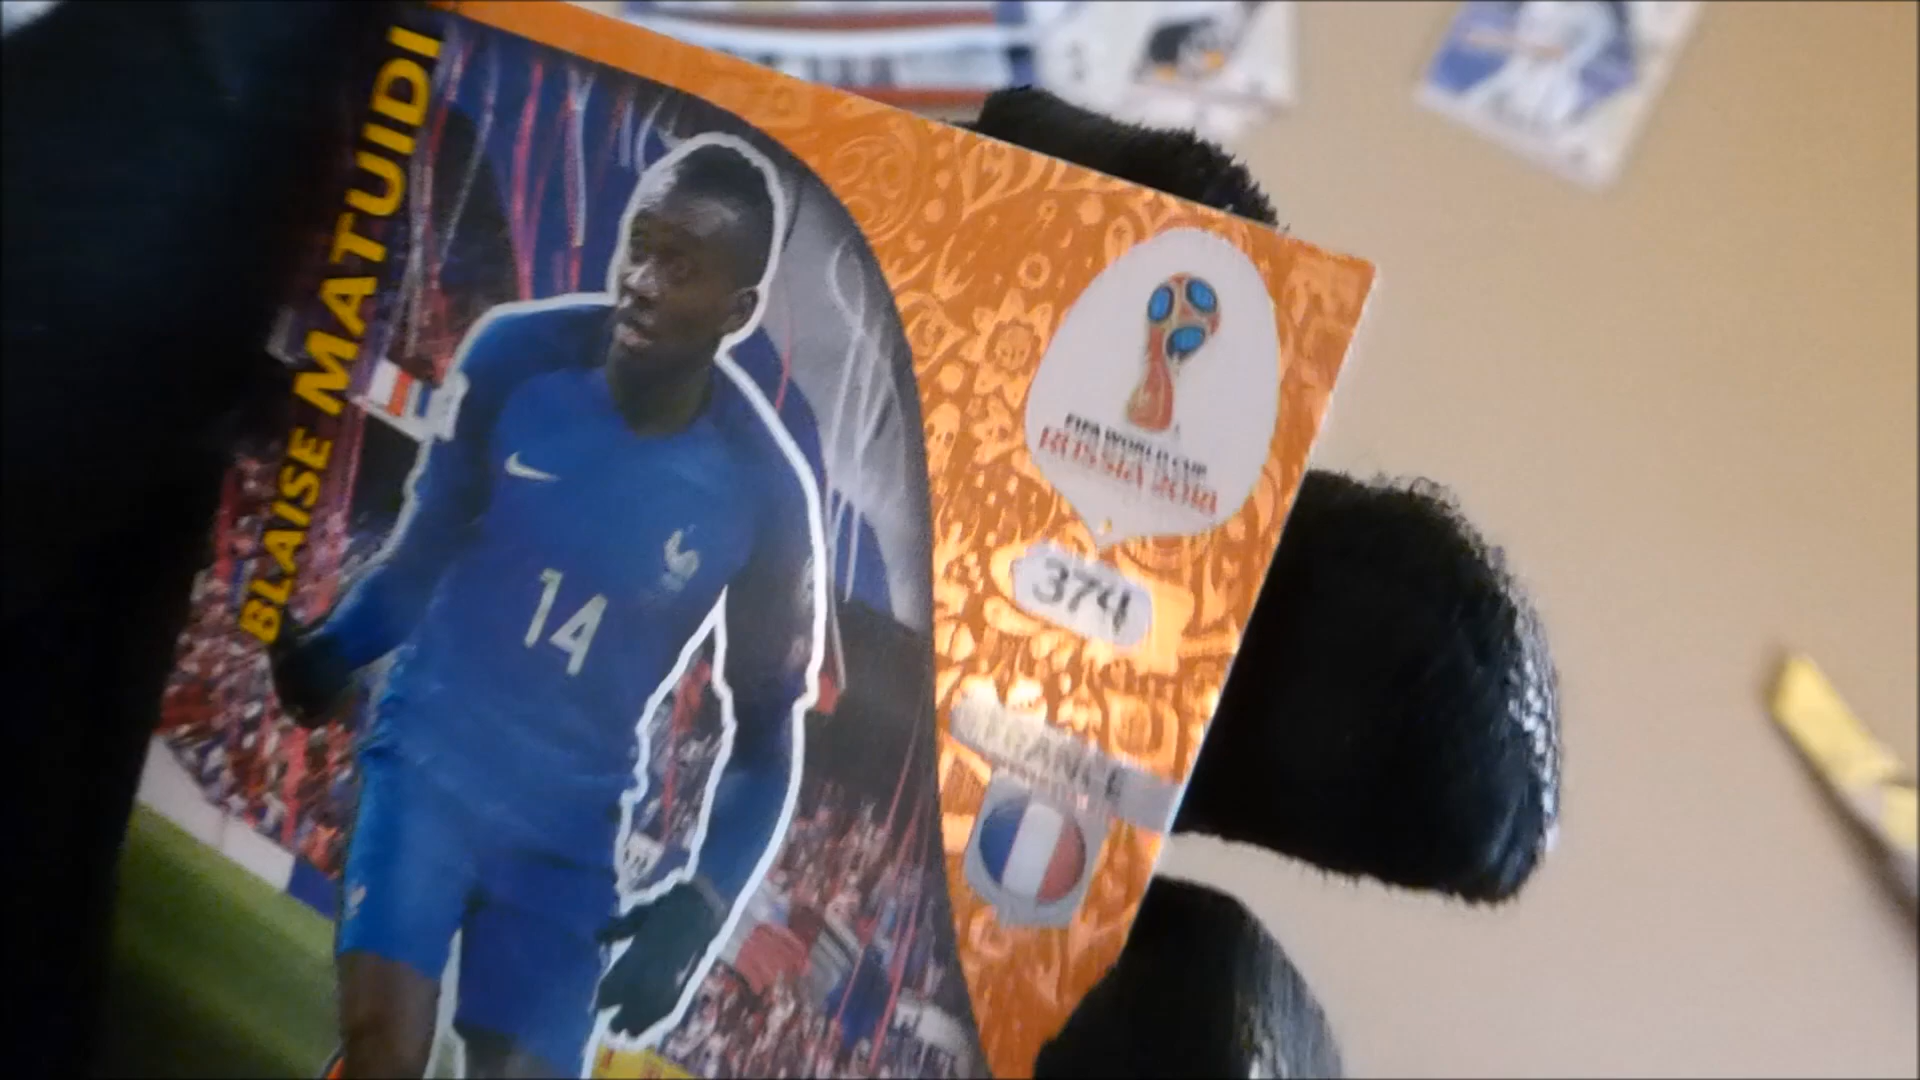 BLAISE MATUIDI
14
FIFA WORLD CUP
RUSSIA 2018
374
FRANCE